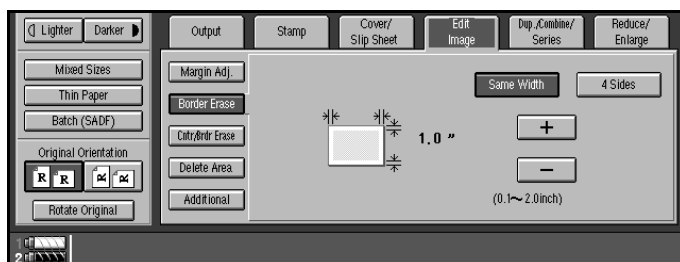 Lighter
Darker
Mixed Sizes
Thin Paper
Batch (SADF)
Original Orientation
R R
R R
Rotate Original
1
2
Output
Stamp
Cover/
Slip Sheet
Edit
Image
Dup./Combine/
Series
Reduce/
Enlarge
Margin Adj.
Border Erase
Cntr/Brdr Erase
Delete Area
Additional
Same Width
4 Sides
1.0 "
+
−
(0.1～2.0inch)